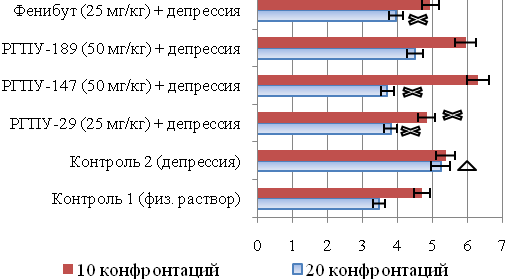 Фенибут (25 мг/кг) + депрессия
РГПУ-189 (50 мг/кг) + депрессия
РГПУ-147 (50 мг/кг) + депрессия
РГПУ-29 (25 мг/кг) + депрессия
Контроль 2 (депрессия)
Контроль 1 (физ. раствор)
0 1 2 3 4 5 6 7
10 конфронтаций 20 конфронтаций